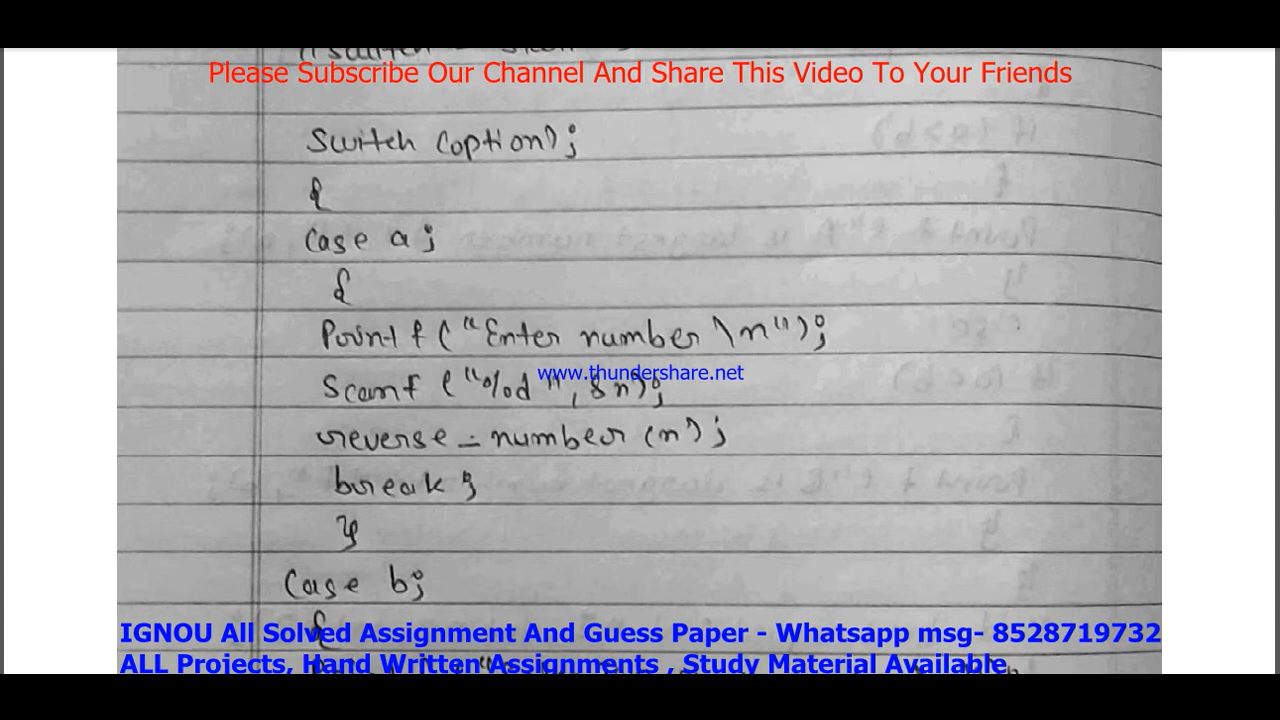 Please Subscribe Our Channel And Share This Video To Your Friends
Switch (option);
{
Case a;
{
Printf ("Enter number \n");
www.thundershare.net
Scanf ("%d", &n);
reverse = number (n);
break;
}
Case b;
{
IGNOU All Solved Assignment And Guess Paper - Whatsapp msg- 8528719732
ALL Projects, Hand Written Assignments , Study Material Available